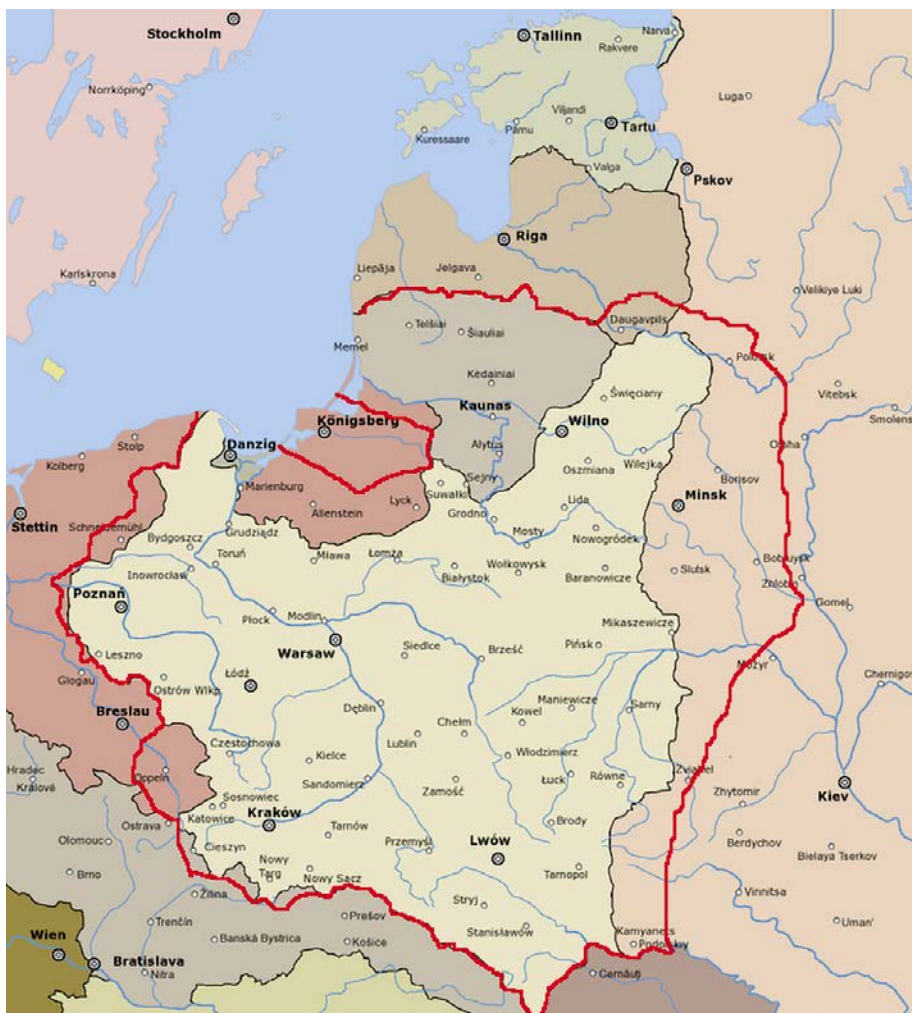 Stockholm
Tallinn
Narva
Rakvere
Norrköping
Luga
Viljandi
Kuressaare
Pärnu
Tartu
Valga
Pskov
Riga
Karlskrona
Liepāja
Jelgava
Velikiye Luki
Telšiai
Šiauliai
Daugavpils
Memel
Polotsk
Kėdainiai
Vitebsk
Święciany
Smolens
Kaunas
Königsberg
Wilno
Stolp
Danzig
Alytus
Orsha
Kolberg
Oszmiana
Wilejka
Sejny
Borisov
Marienburg
Suwałki
Lyck
Lida
Minsk
Stettin
Allenstein
Grodno
Schneidemühl
Grudziądz
Mosty
Nowogródek
Bydgoszcz
Toruń
Mława
Łomża
Wołkowysk
Bobruysk
Inowrocław
Białystok
Baranowicze
Slutsk
Zhlobin
Poznań
Płock
Modlin
Gomel
Mikaszewicze
Warsaw
Siedlce
Brześć
Pińsk
Leszno
Mozyr
Glogau
Łódź
Ostrów Wlkp.
Chernigov
Maniewicze
Dęblin
Sarny
Breslau
Chełm
Kowel
Lublin
Częstochowa
Kielce
Włodzimierz
Oppeln
Hradec
Králové
Sandomierz
Łuck
Równe
Zviahel
Zamość
Kiev
Sosnowiec
Zhytomir
Katowice
Ostrava
Kraków
Tarnów
Brody
Olomouc
Berdychov
Cieszyn
Przemyśl
Bielaya Tserkov
Lwów
Brno
Nowy
Targ
Nowy Sącz
Tarnopol
Žilina
Vinnitsa
Stryj
Trenčín
Prešov
Uman'
Stanisławów
Kamyanets
Podolskiy
Wien
Banská Bystrica
Košice
Bratislava
Nitra
Cernăuți